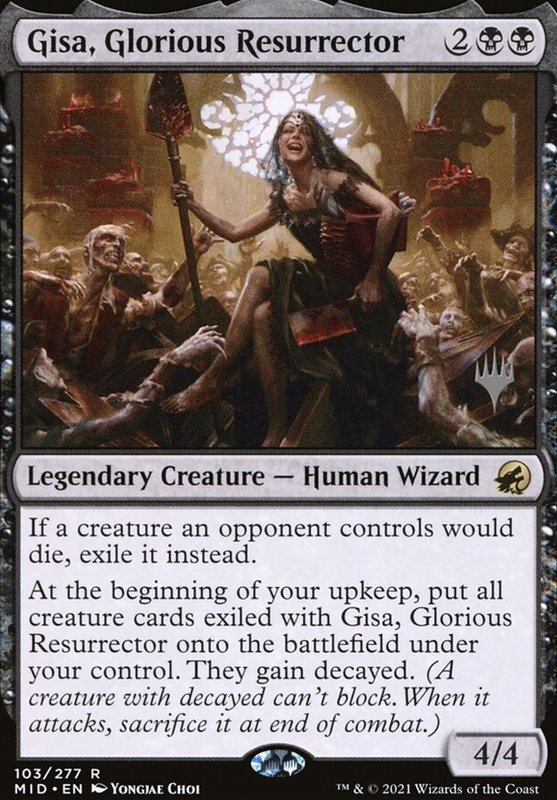 Gisa, Glorious Resurrector 2
Legendary Creature — Human Wizard
If a creature an opponent controls would
die, exile it instead.
At the beginning of your upkeep, put all
creature cards exiled with Gisa, Glorious
Resurrector onto the battlefield under
your control. They gain decayed. (A
creature with decayed can't block. When it
attacks, sacrifice it at end of combat.)
4/4
103/277 R
MID • EN Yongjae Choi
™ & © 2021 Wizards of the Coast